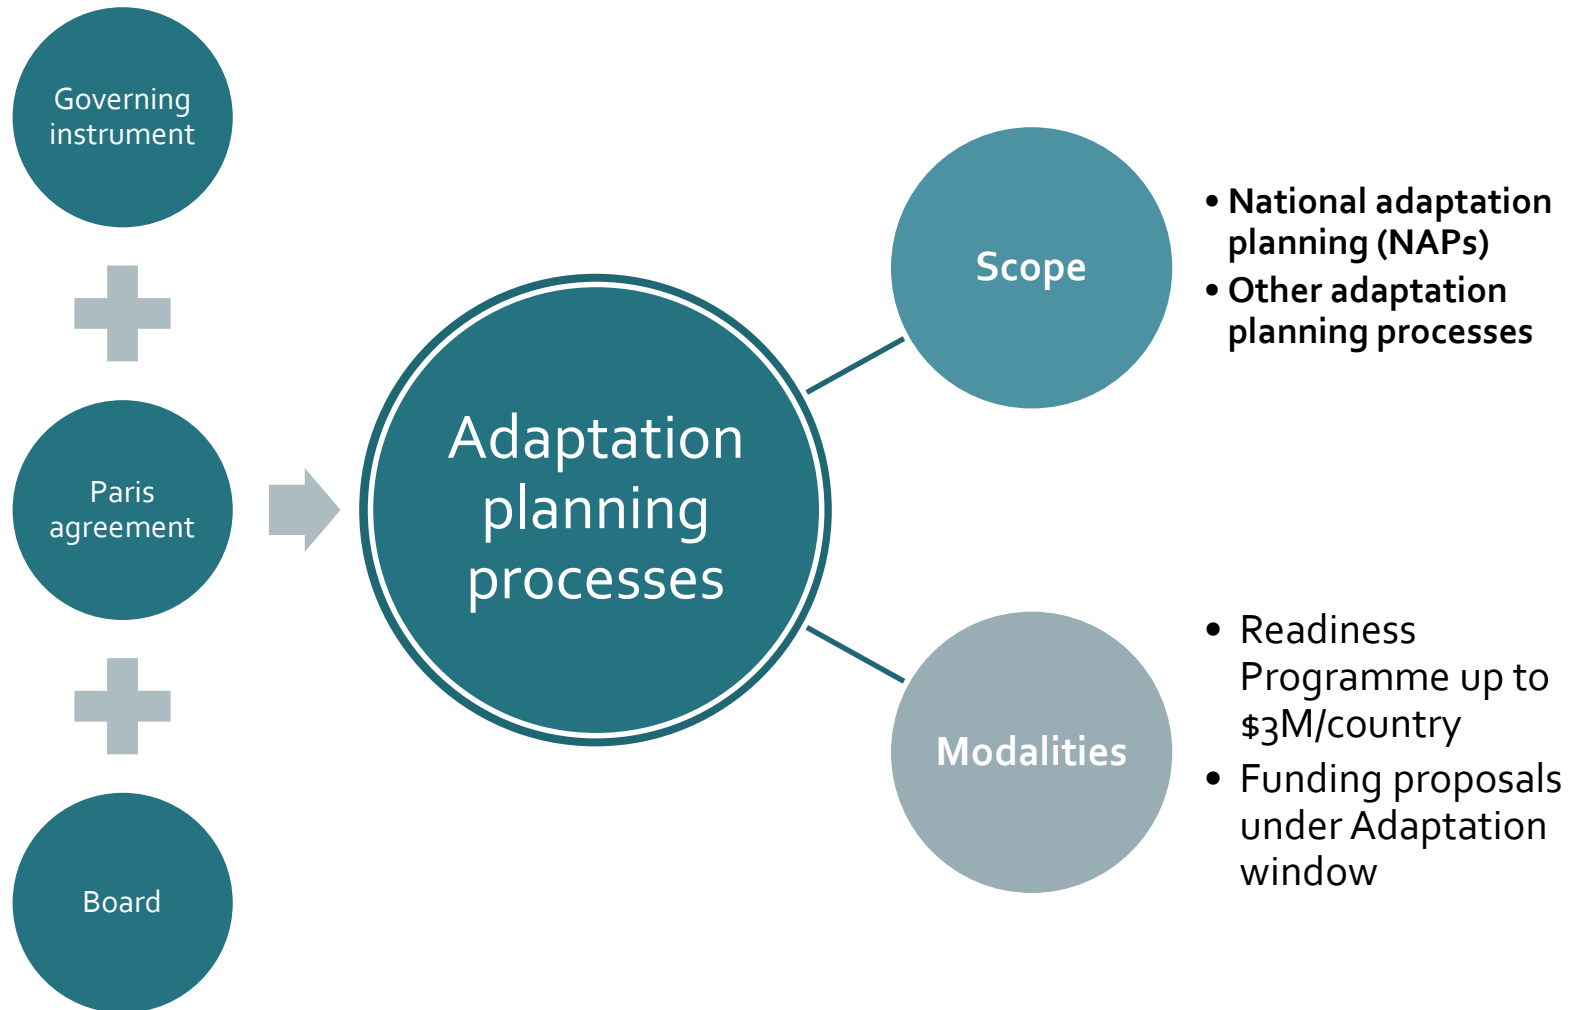 Governing
instrument
Paris
agreement
Board
Adaptation
planning
processes
Scope
• National adaptation
planning (NAPs)
• Other adaptation
planning processes
Modalities
• Readiness
Programme up to
$3M/country
• Funding proposals
under Adaptation
window